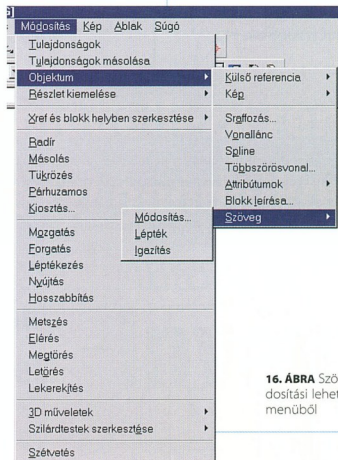 Módosítás Kép Ablak Súgó
Tulajdonságok
Tulajdonságok másolása
Objektum
Részlet kiemelése
Xref és blokk helyben szerkesztése
Radír
Másolás
Tükrözés
Párhuzamos
Kiosztás...
Mozgatás
Forgatás
Léptékezés
Nyújtás
Hosszabbítás
Metszés
Elérés
Megtörés
Letörés
Lekerekítés
3D műveletek
Szilárdtestek szerkesztése
Szétvetés
Külső referencia
Kép
Sraffozás...
Vonallánc
Spline
Többszörösvonal...
Attribútumok
Blokk leírása...
Szöveg
Módosítás...
Lépték
Igazítás
16. ÁBRA
menüből